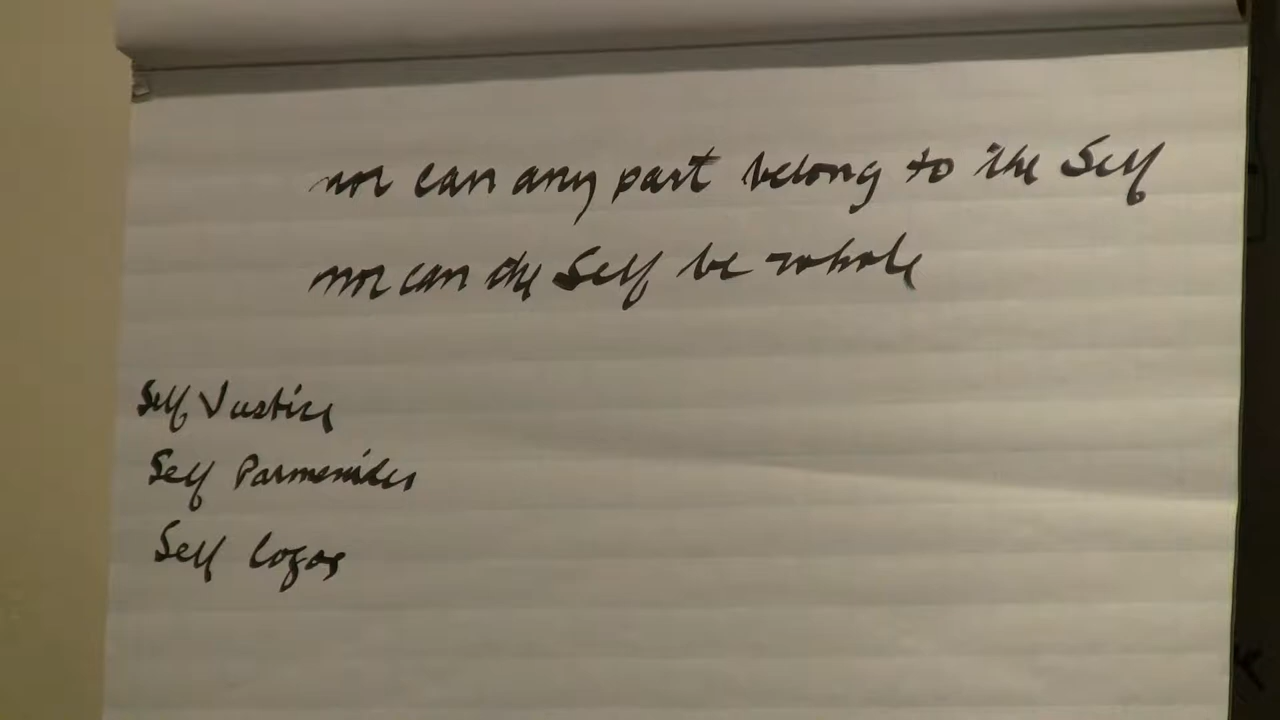 nor can any part belong to the Self
nor can the Self be whole
Self Justice
Self Parmenides
Self logos